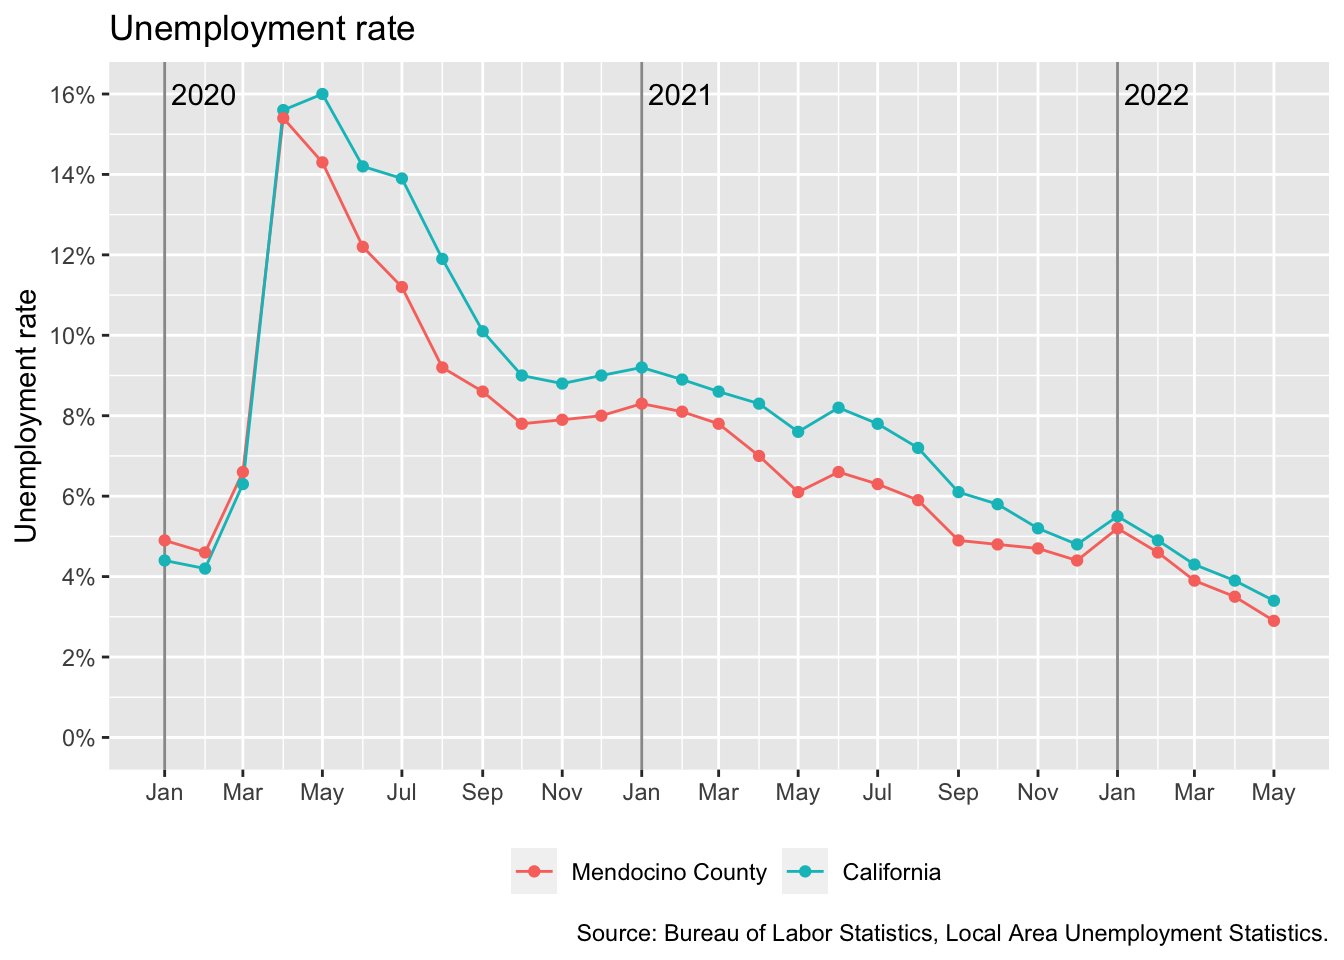 Unemployment rate
2020 2021 2022
Unemployment rate
16%
14%
12%
10%
8%
6%
4%
2%
0%
Jan Mar May Jul Sep Nov Jan Mar May Jul Sep Nov Jan Mar May
Mendocino County California
Source: Bureau of Labor Statistics, Local Area Unemployment Statistics.